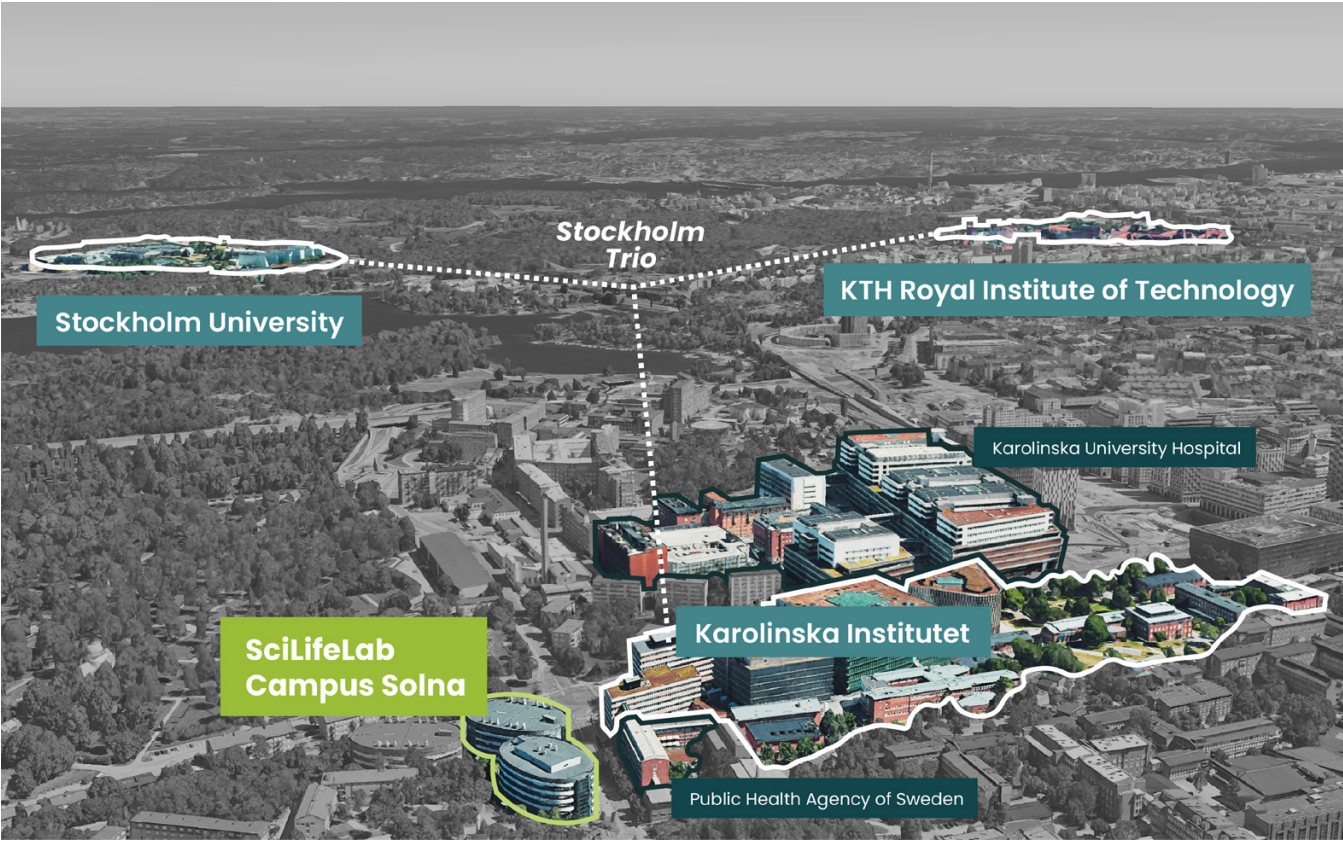 Stockholm
Trio
Stockholm University
KTH Royal Institute of Technology
Karolinska University Hospital
Karolinska Institutet
SciLifeLab
Campus Solna
Public Health Agency of Sweden